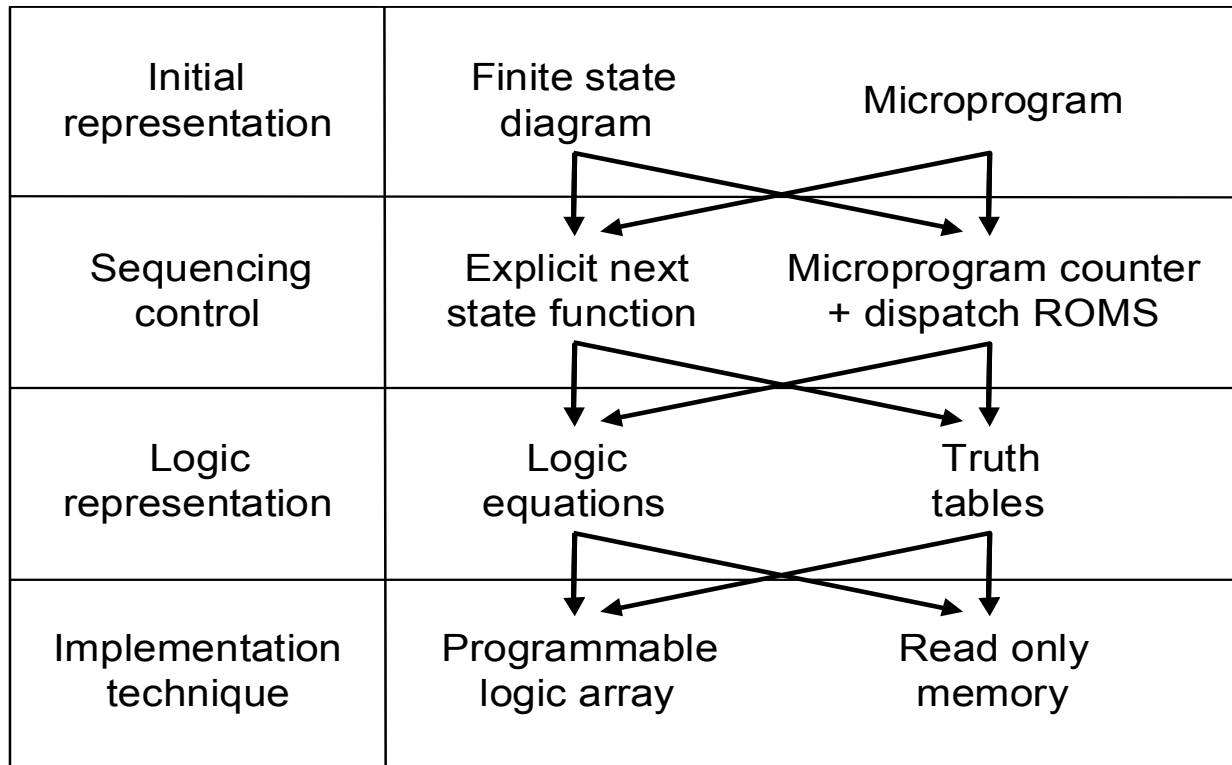 Initial
representation
Finite state
diagram
Microprogram
Sequencing
control
Explicit next
state function
Microprogram counter
+ dispatch ROMS
Logic
representation
Logic
equations
Truth
tables
Implementation
technique
Programmable
logic array
Read only
memory